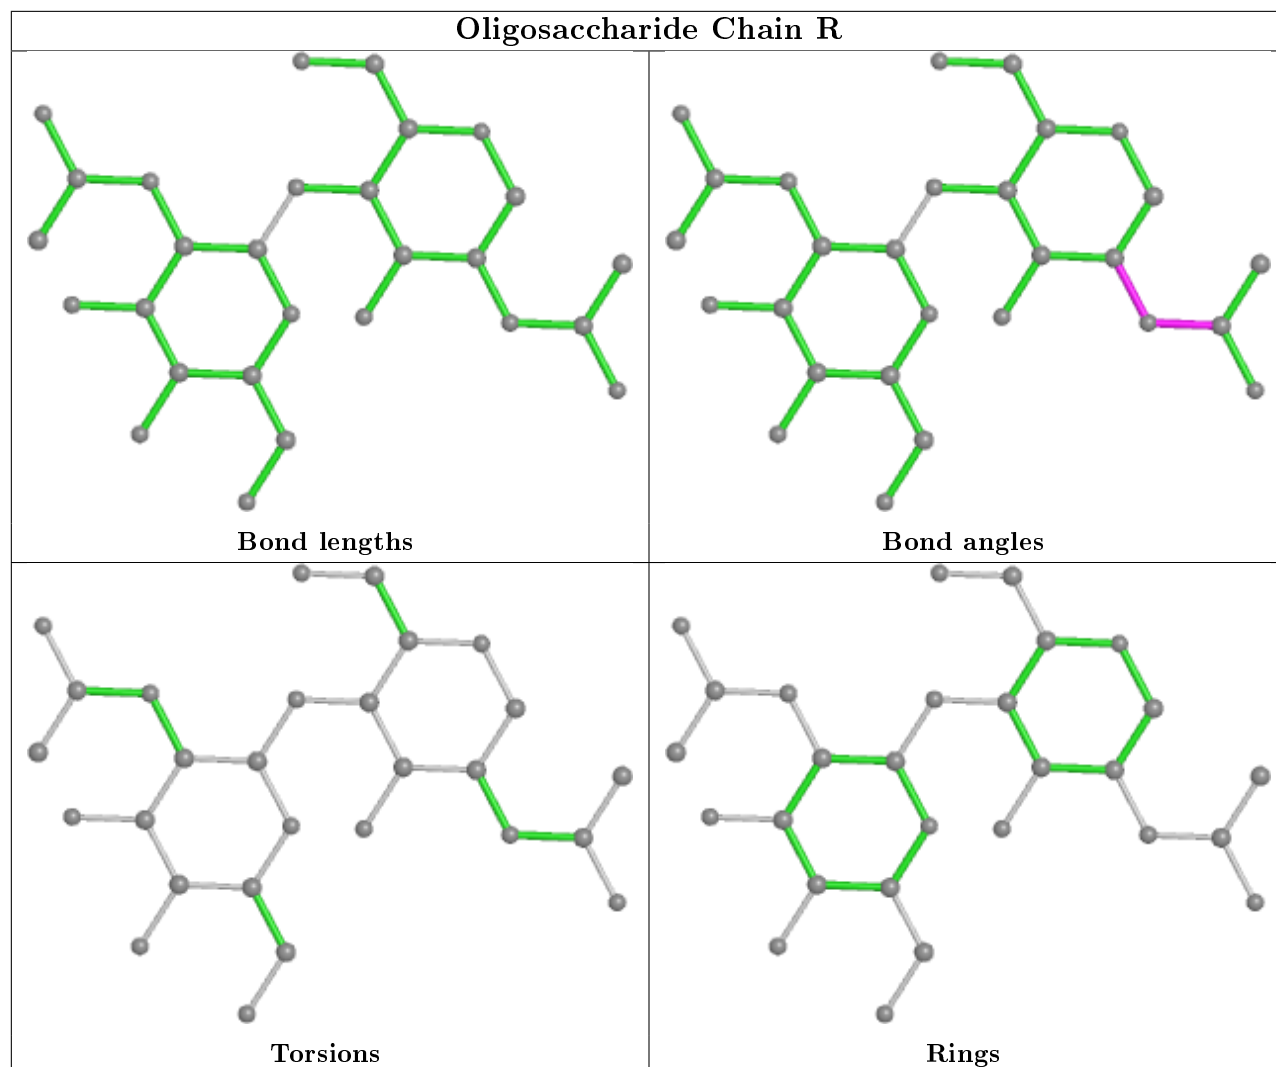 Oligosaccharide Chain R
Bond lengths
Bond angles
Torsions
Rings